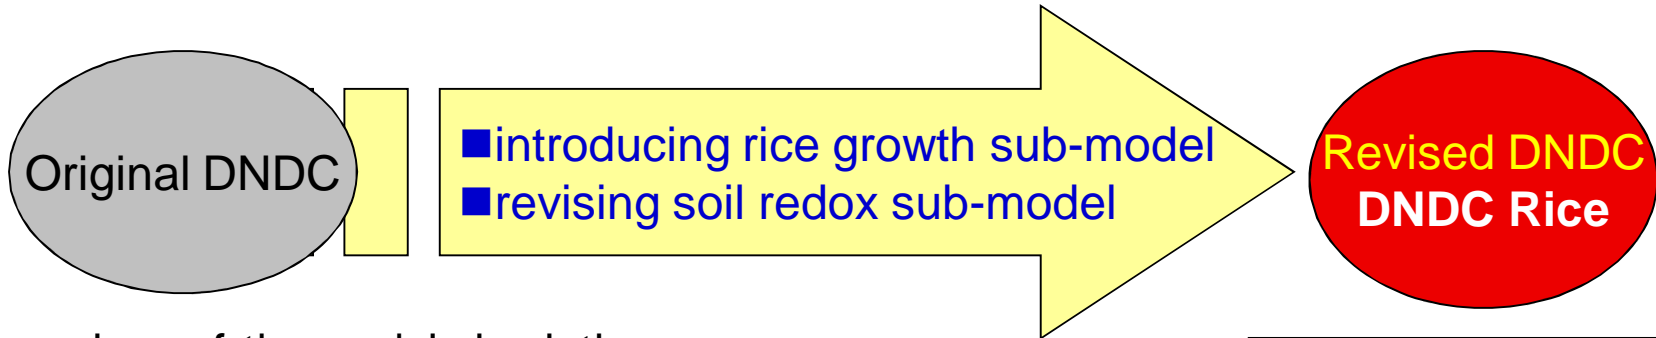 Original DNDC
■introducing rice growth sub-model
■revising soil redox sub-model
Revised DNDC
DNDC Rice